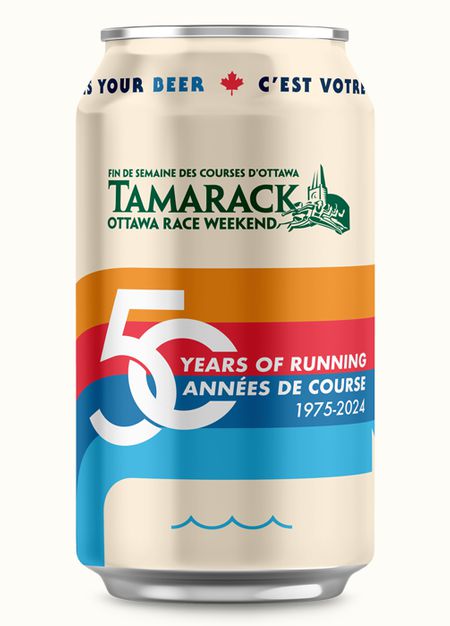 YOUR BEER C'EST VOTRE
FIN DE SEMAINE DES COURSES D'OTTAWA
TAMARACK
OTTAWA RACE WEEKEND
50
YEARS OF RUNNING
ANNÉES DE COURSE
1975-2024